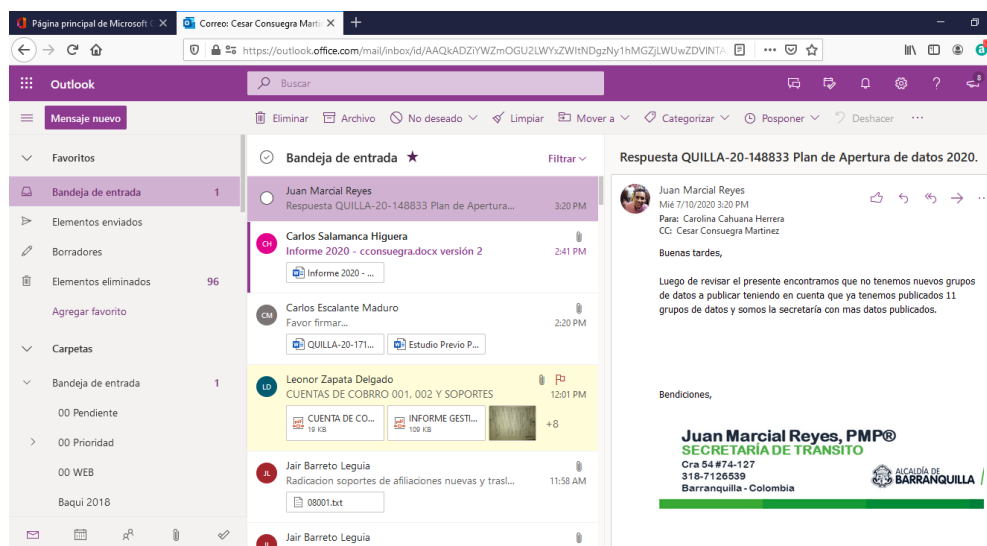 Página principal de Microsoft
Correo: Cesar Consuegra Marti
https://outlook.office.com/mail/inbox/id/AAQkADZiYWZmOGU2LWYxZWItNDgzNy1hMGZjLWUwZDVlNTA
Outlook
Buscar
8
Mensaje nuevo
Eliminar Archivo No deseado Limpiar Mover a Categorizar Posponer Deshacer ...
Favoritos
Bandeja de entrada 1
Elementos enviados
Borradores
Elementos eliminados 96
Agregar favorito
Carpetas
Bandeja de entrada 1
00 Pendiente
00 Prioridad
00 WEB
Baqui 2018
Bandeja de entrada ★ Filtrar
Juan Marcial Reyes
Respuesta QUILLA-20-148833 Plan de Apertura... 3:20 PM
CH
Carlos Salamanca Higuera
Informe 2020 - cconsuegra.docx versión 2 2:41 PM
Informe 2020 - ...
CM
Carlos Escalante Maduro
Favor firmar... 2:20 PM
QUILLA-20-171... Estudio Previo P...
LD
Leonor Zapata Delgado
CUENTAS DE COBRRO 001, 002 Y SOPORTES 12:01 PM
CUENTA DE CO... INFORME GESTI... +8
19 KB 109 KB
JL
Jair Barreto Leguia
Radicacion soportes de afiliaciones nuevas y trasl... 11:58 AM
08001.txt
Jair Barreto Leguia
Respuesta QUILLA-20-148833 Plan de Apertura de datos 2020.
Juan Marcial Reyes
Mié 7/10/2020 3:20 PM
Para: Carolina Cahuana Herrera
CC: Cesar Consuegra Martinez
Buenas tardes,
Luego de revisar el presente encontramos que no tenemos nuevos grupos
de datos a publicar teniendo en cuenta que ya tenemos publicados 11
grupos de datos y somos la secretaría con mas datos publicados.
Bendiciones,
Juan Marcial Reyes, PMP®
SECRETARÍA DE TRÁNSITO
Cra 54 #74-127
318-7126539
Barranquilla - Colombia
ALCALDÍA DE
BARRANQUILLA